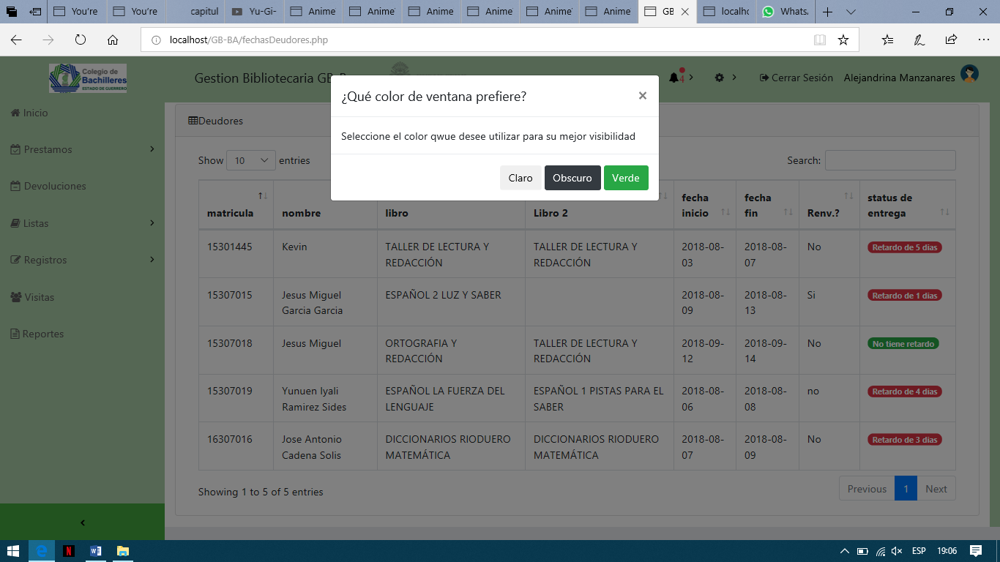 You're
You're
capitul
Yu-Gi-
Anime
Anime
Anime
Anime
Anime
Anime
GB
localho
Whats
localhost/GB-BA/fechasDeudores.php
Colegio de
Bachilleres
ESTADO DE GUERRERO
Gestion Bibliotecaria GB-B
4
Cerrar Sesión
Alejandrina Manzanares
¿Qué color de ventana prefiere?
×
Seleccione el color qwue desee utilizar para su mejor visibilidad
Claro
Obscuro
Verde
Inicio
Prestamos
Devoluciones
Listas
Registros
Visitas
Reportes
Deudores
Show 10 entries
Search:
matricula
nombre
libro
Libro 2
fecha
inicio
fecha
fin
Renv.?
status de
entrega
15301445
Kevin
TALLER DE LECTURA Y
REDACCIÓN
TALLER DE LECTURA Y
REDACCIÓN
2018-08-
03
2018-08-
07
No
Retardo de 5 días
15307015
Jesus Miguel
Garcia Garcia
ESPAÑOL 2 LUZ Y SABER
2018-08-
09
2018-08-
13
Si
Retardo de 1 días
15307018
Jesus Miguel
ORTOGRAFIA Y
REDACCIÓN
TALLER DE LECTURA Y
REDACCIÓN
2018-09-
12
2018-09-
14
No
No tiene retardo
15307019
Yunuen Iyali
Ramirez Sides
ESPAÑOL LA FUERZA DEL
LENGUAJE
ESPAÑOL 1 PISTAS PARA EL
SABER
2018-08-
06
2018-08-
08
no
Retardo de 4 días
16307016
Jose Antonio
Cadena Solis
DICCIONARIOS RIODUERO
MATEMÁTICA
DICCIONARIOS RIODUERO
MATEMÁTICA
2018-08-
07
2018-08-
09
No
Retardo de 3 días
Showing 1 to 5 of 5 entries
Previous
1
Next
ESP
19:06